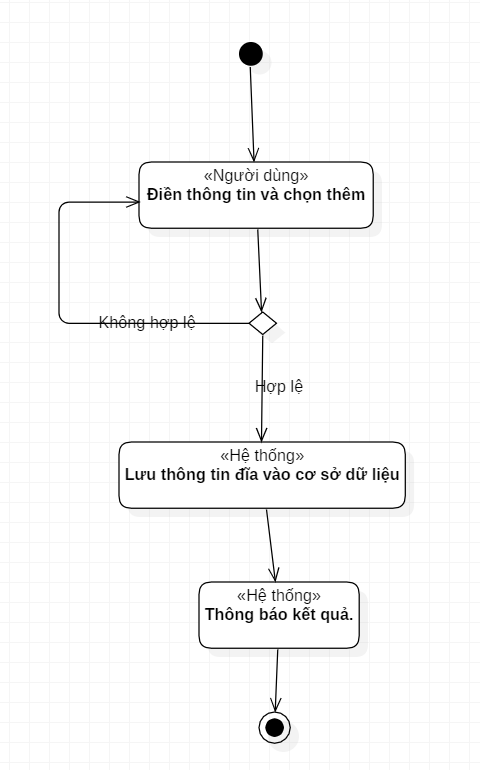 «Người dùng»
Điền thông tin và chọn thêm
Không hợp lệ
Hợp lệ
«Hệ thống»
Lưu thông tin đĩa vào cơ sở dữ liệu
«Hệ thống»
Thông báo kết quả.